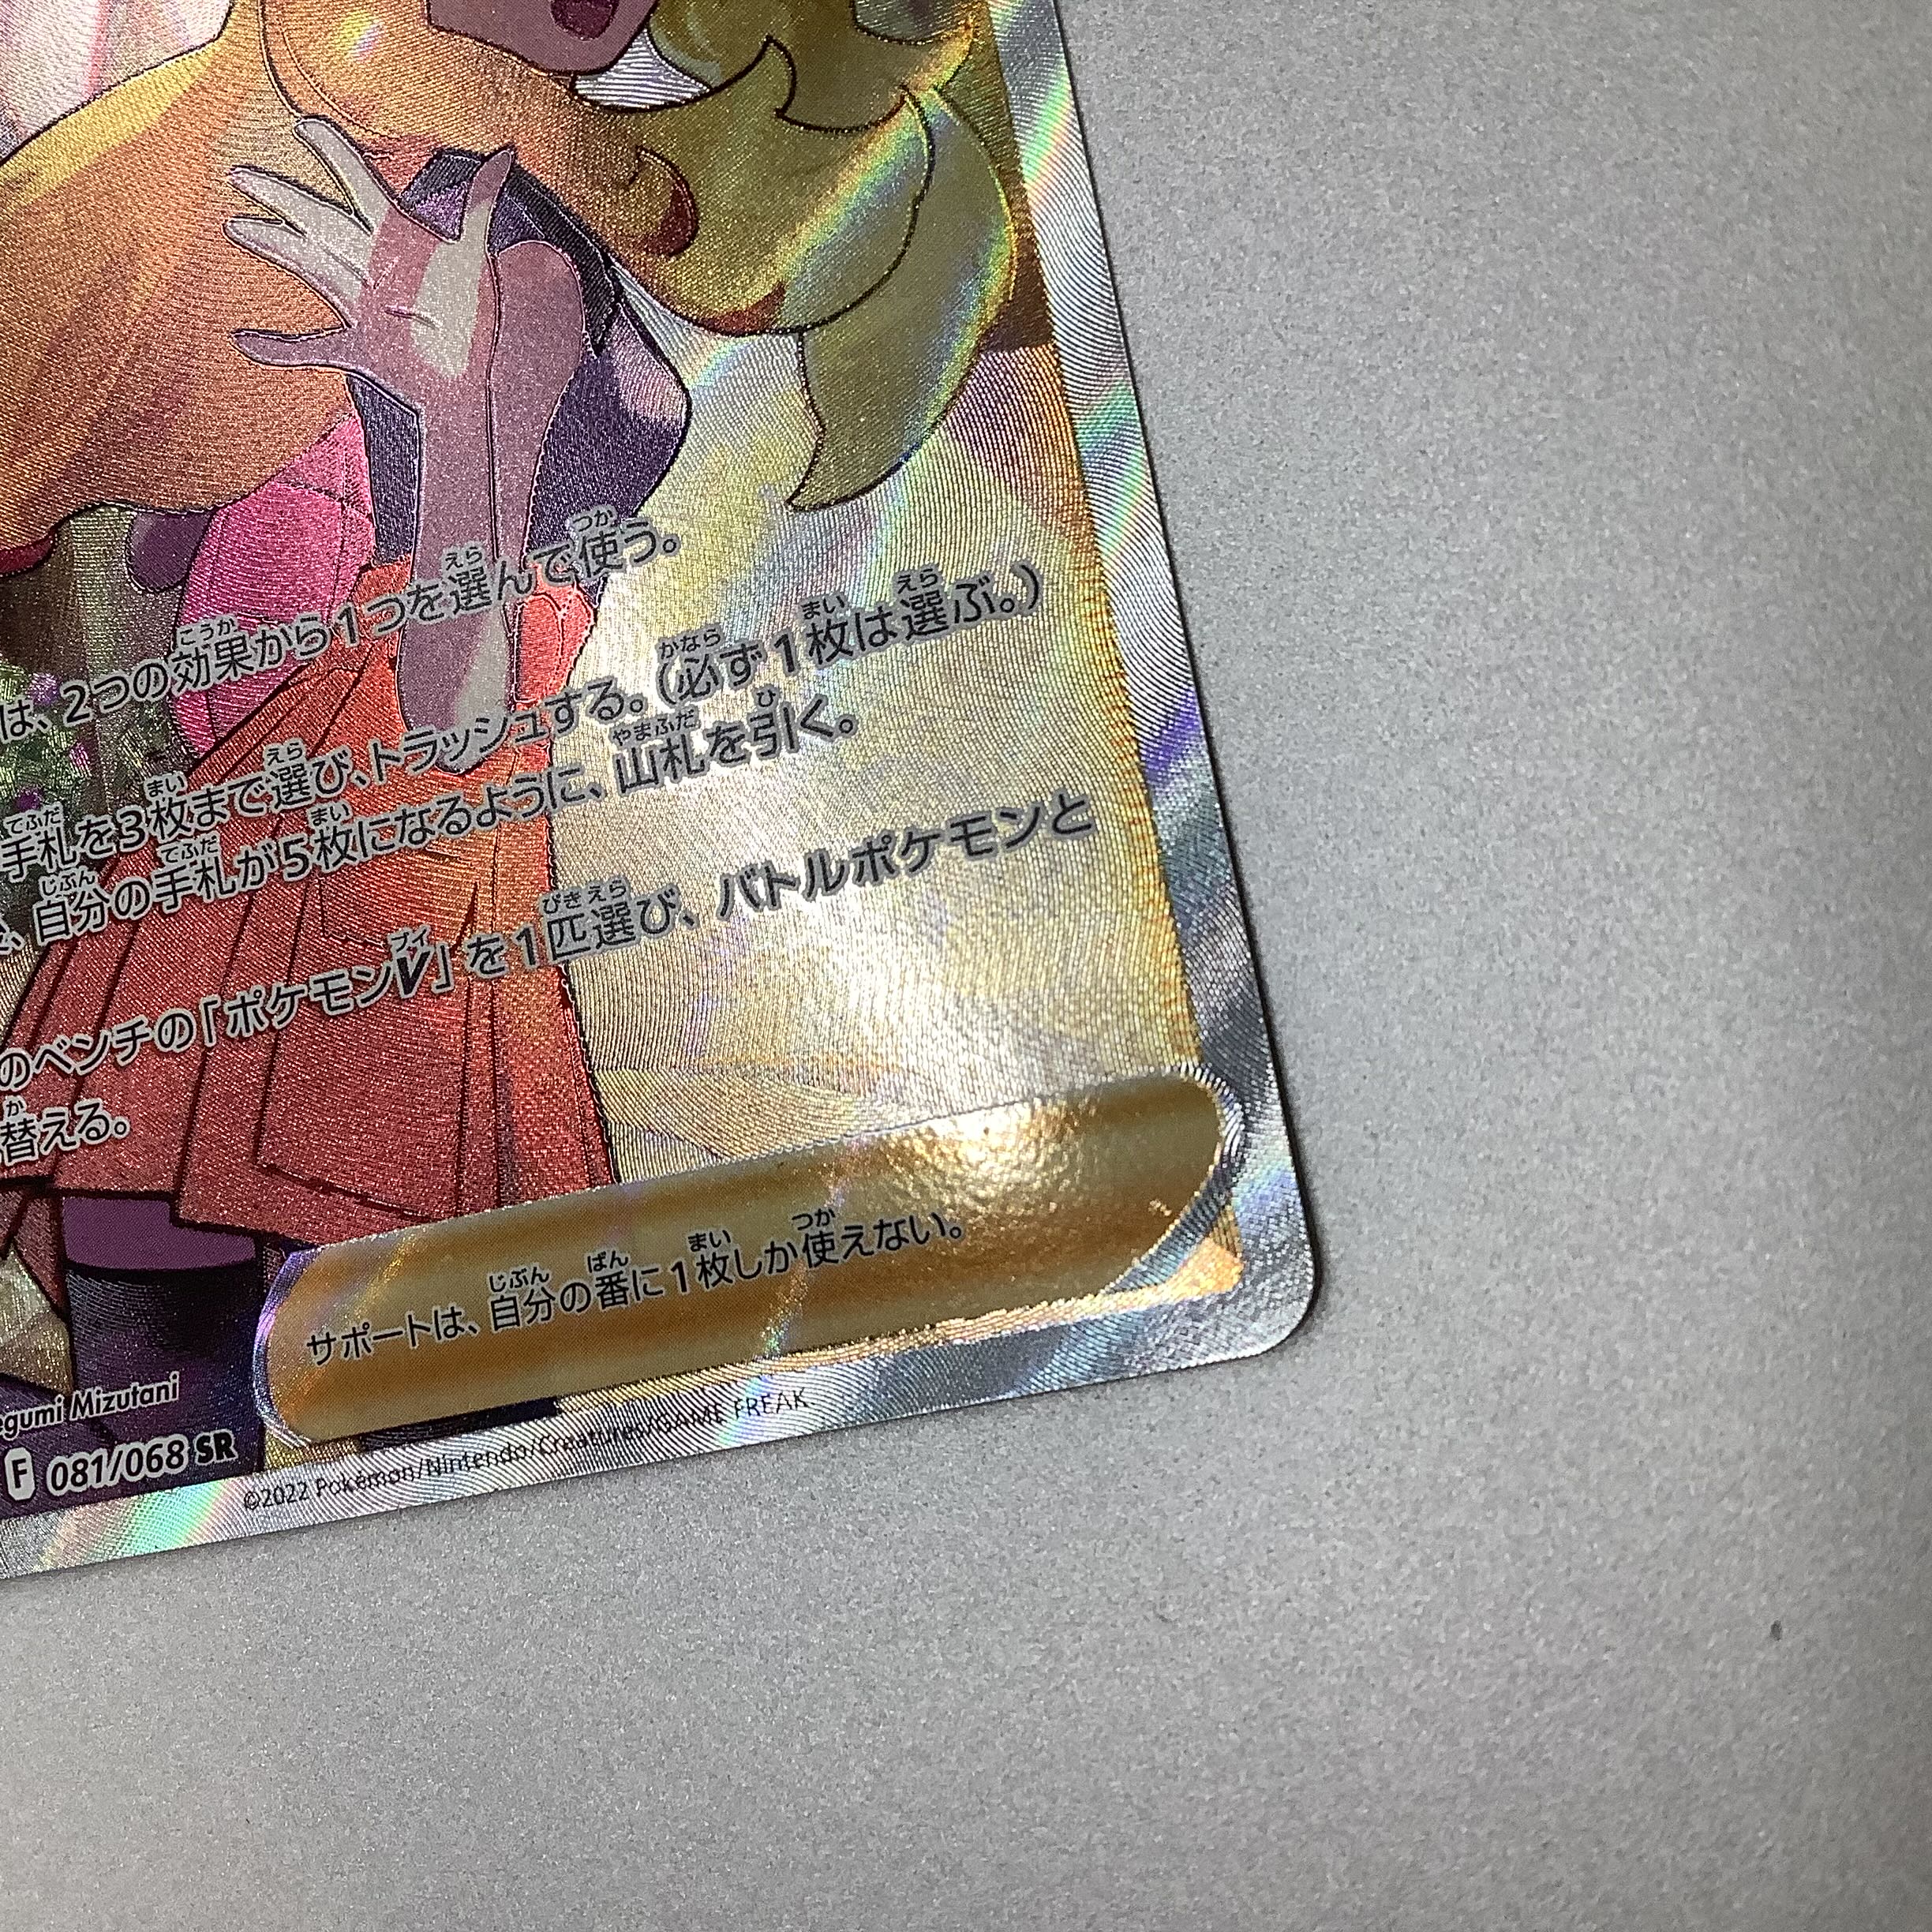 は、2つの効果から1つを選んで使う。
手札を3枚まで選び、トラッシュする。(必ず1枚は選ぶ。)
、自分の手札が5枚になるように、山札を引く。
のベンチの「ポケモンV」を1匹選び、バトルポケモンと
替える。
サポートは、自分の番に1枚しか使えない。
egumi Mizutani
F 081/068 SR
©2022 Pokémon/Nintendo/Creatures/GAME FREAK